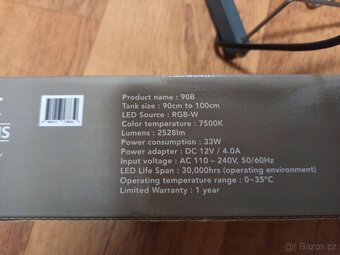 Product name : 90B
Tank size : 90cm to 100cm
LED Source : RGB-W
Color temperature : 7500K
Lumens : 2528lm
Power consumption : 33W
Power adapter : DC 12V / 4.0A
Input voltage : AC 110 ~ 240V, 50/60Hz
LED Life Span : 30,000hrs (operating environment)
Operating temperature range : 0~35℃
Limited Warranty : 1 year
Bazos.cz